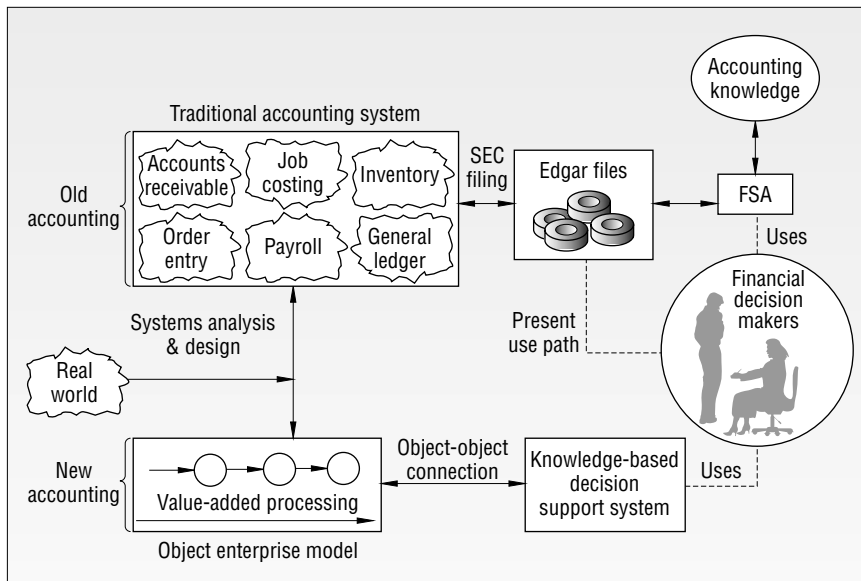 Accounting
knowledge
Traditional accounting system
Old
accounting
Accounts
receivable
Job
costing
Inventory
Order
entry
Payroll
General
ledger
SEC
filing
Edgar files
FSA
Uses
Financial
decision
makers
Present
use path
Systems analysis
& design
Real
world
New
accounting
Value-added processing
Object enterprise model
Object-object
connection
Knowledge-based
decision
support system
Uses